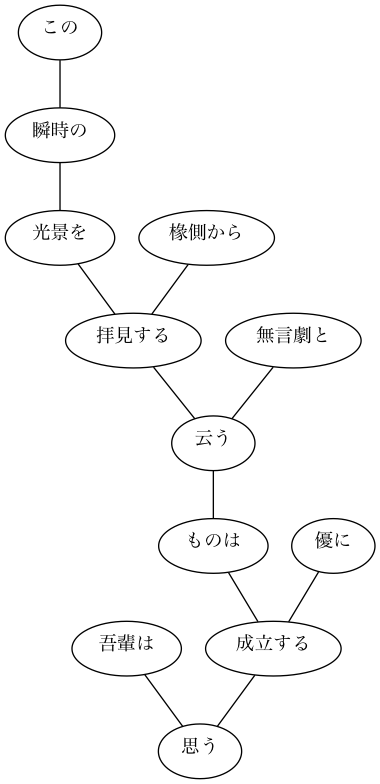 この
瞬時の
光景を
椽側から
拝見する
無言劇と
云う
ものは
優に
吾輩は
成立する
思う